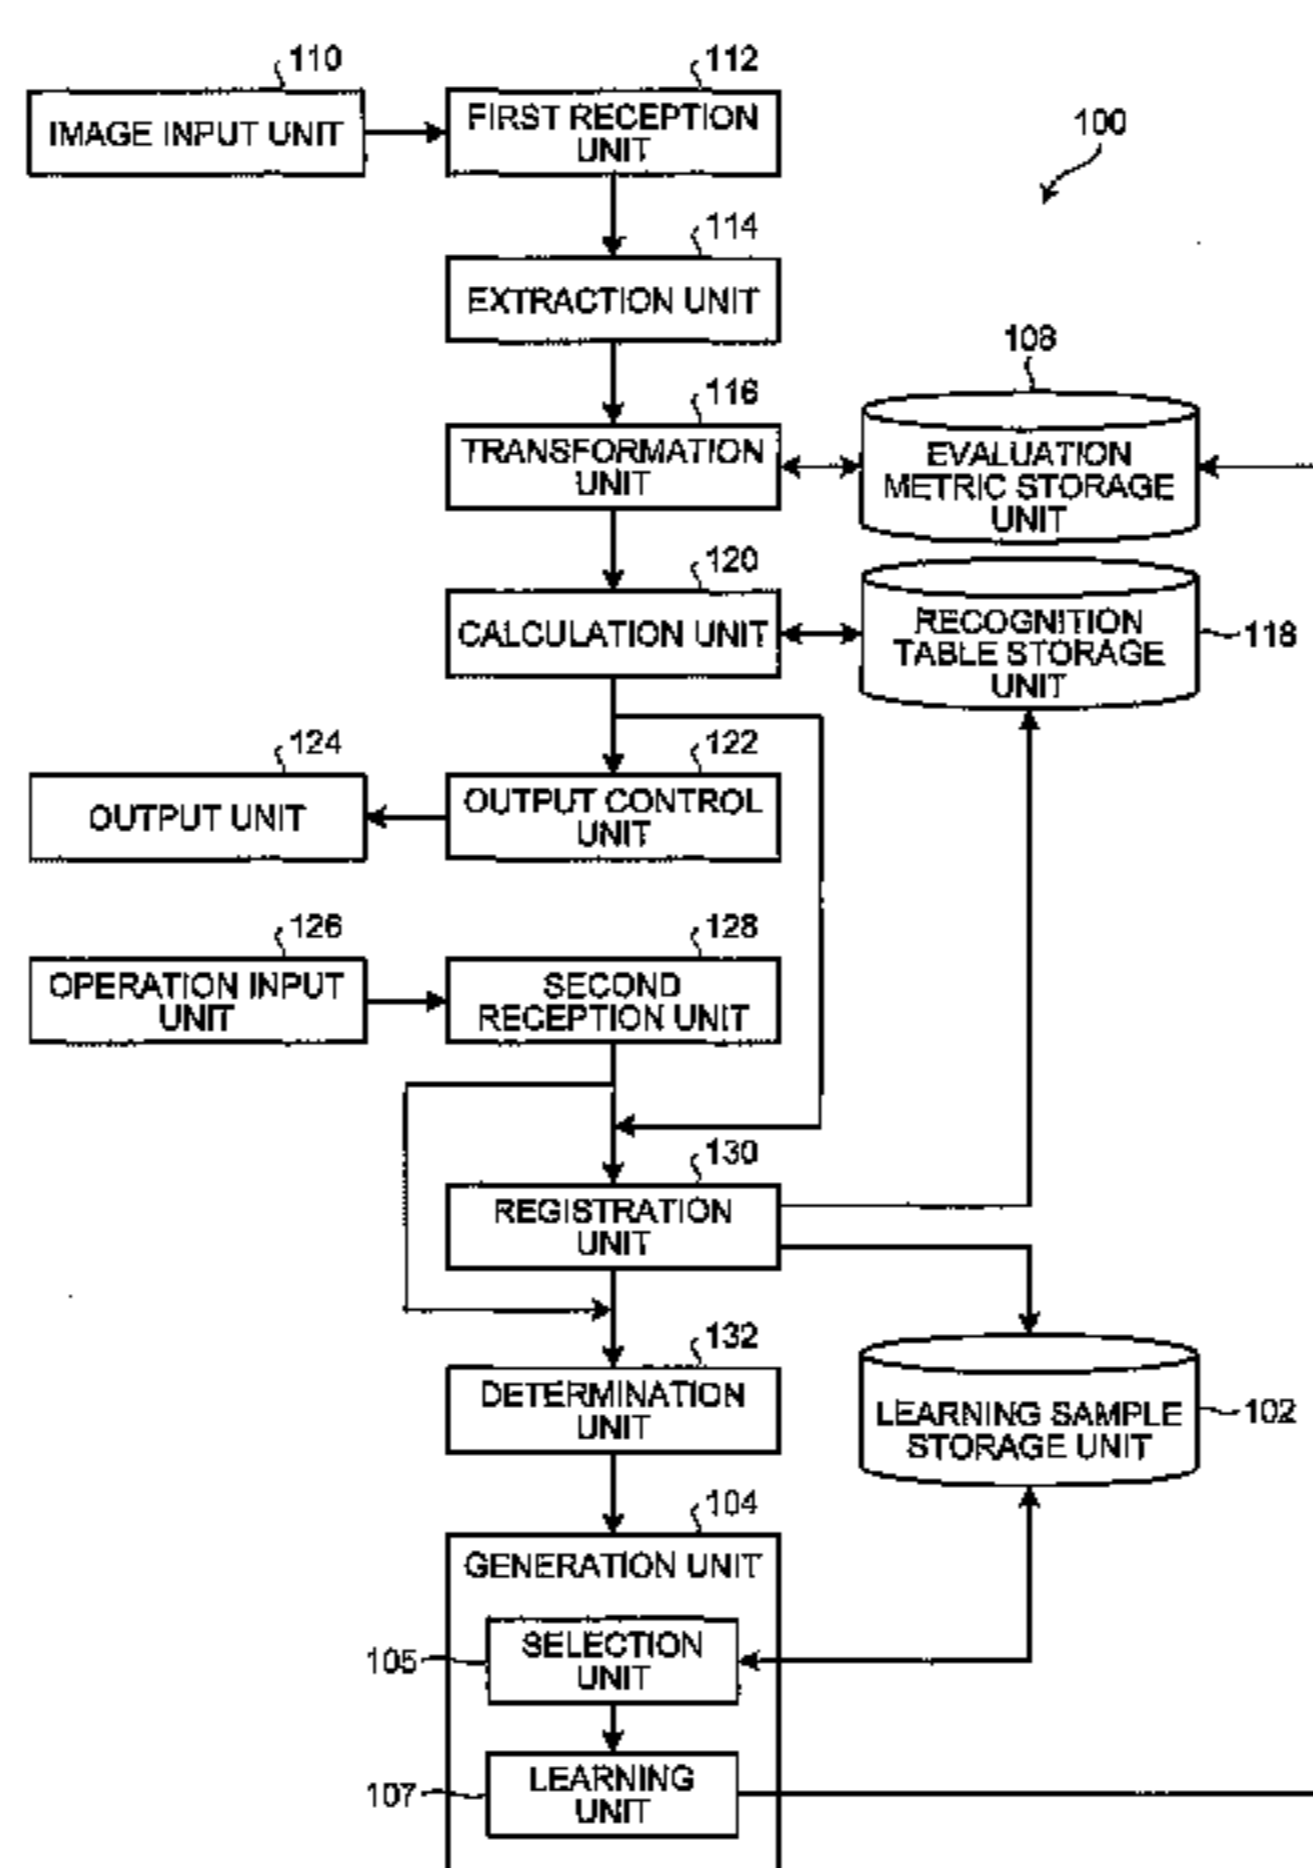 110
IMAGE INPUT UNIT
112
FIRST RECEPTION
UNIT
100
114
EXTRACTION UNIT
116
TRANSFORMATION
UNIT
108
EVALUATION
METRIC STORAGE
UNIT
120
CALCULATION UNIT
RECOGNITION
TABLE STORAGE
UNIT
118
124
OUTPUT UNIT
122
OUTPUT CONTROL
UNIT
126
OPERATION INPUT
UNIT
128
SECOND
RECEPTION UNIT
130
REGISTRATION
UNIT
132
DETERMINATION
UNIT
LEARNING SAMPLE
STORAGE UNIT
102
104
GENERATION UNIT
105
SELECTION
UNIT
107
LEARNING
UNIT